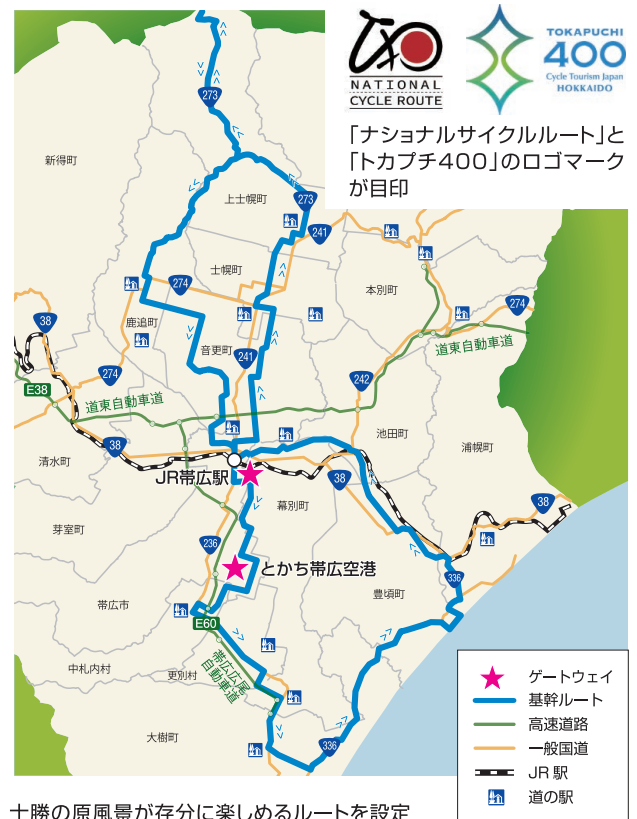 NATIONAL
CYCLE ROUTE
TOKAPUCHI
400
Cycle Tourism Japan
HOKKAIDO
「ナショナルサイクルルート」と
「トカプチ400」のロゴマーク
が目印
273
新得町
上士幌町
273
241
士幌町
274
本別町
274
38
鹿追町
音更町
241
道東自動車道
274
242
E38
道東自動車道
38
池田町
浦幌町
清水町
JR帯広駅
38
幕別町
38
芽室町
236
とかち帯広空港
336
豊頃町
帯広市
E60
中札内村
更別村
帯広広尾
自動車道
大樹町
336
ゲートウェイ
基幹ルート
高速道路
一般国道
JR 駅
道の駅
十勝の原風景が存分に楽しめるルートを設定